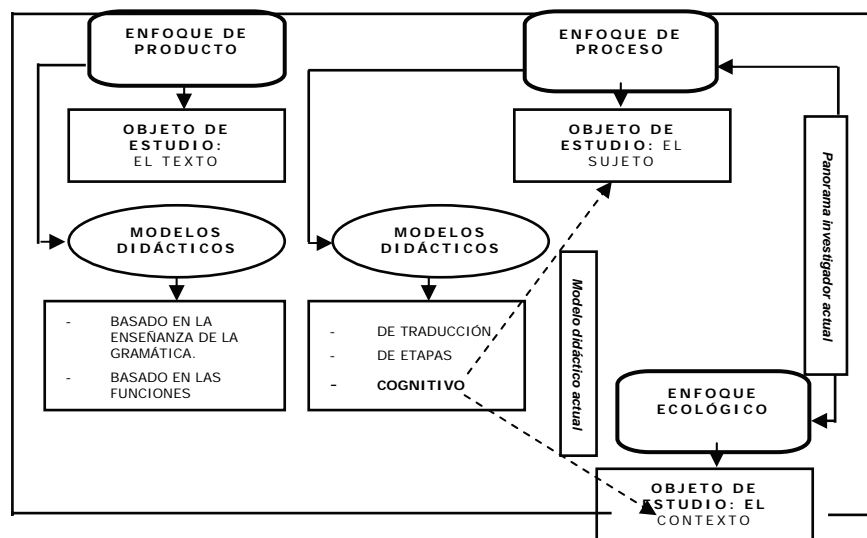 ENFOQUE DE
PRODUCTO
ENFOQUE DE
PROCESO
OBJETO DE
ESTUDIO:
EL TEXTO
OBJETO DE
ESTUDIO: EL
SUJETO
Panorama investigador actual
MODELOS
DIDÁCTICOS
MODELOS
DIDÁCTICOS
Modelo didáctico actual
- BASADO EN LA
ENSEÑANZA DE LA
GRAMÁTICA.
- BASADO EN LAS
FUNCIONES
- DE TRADUCCIÓN
- DE ETAPAS
- COGNITIVO
ENFOQUE
ECOLÓGICO
OBJETO DE
ESTUDIO: EL
CONTEXTO